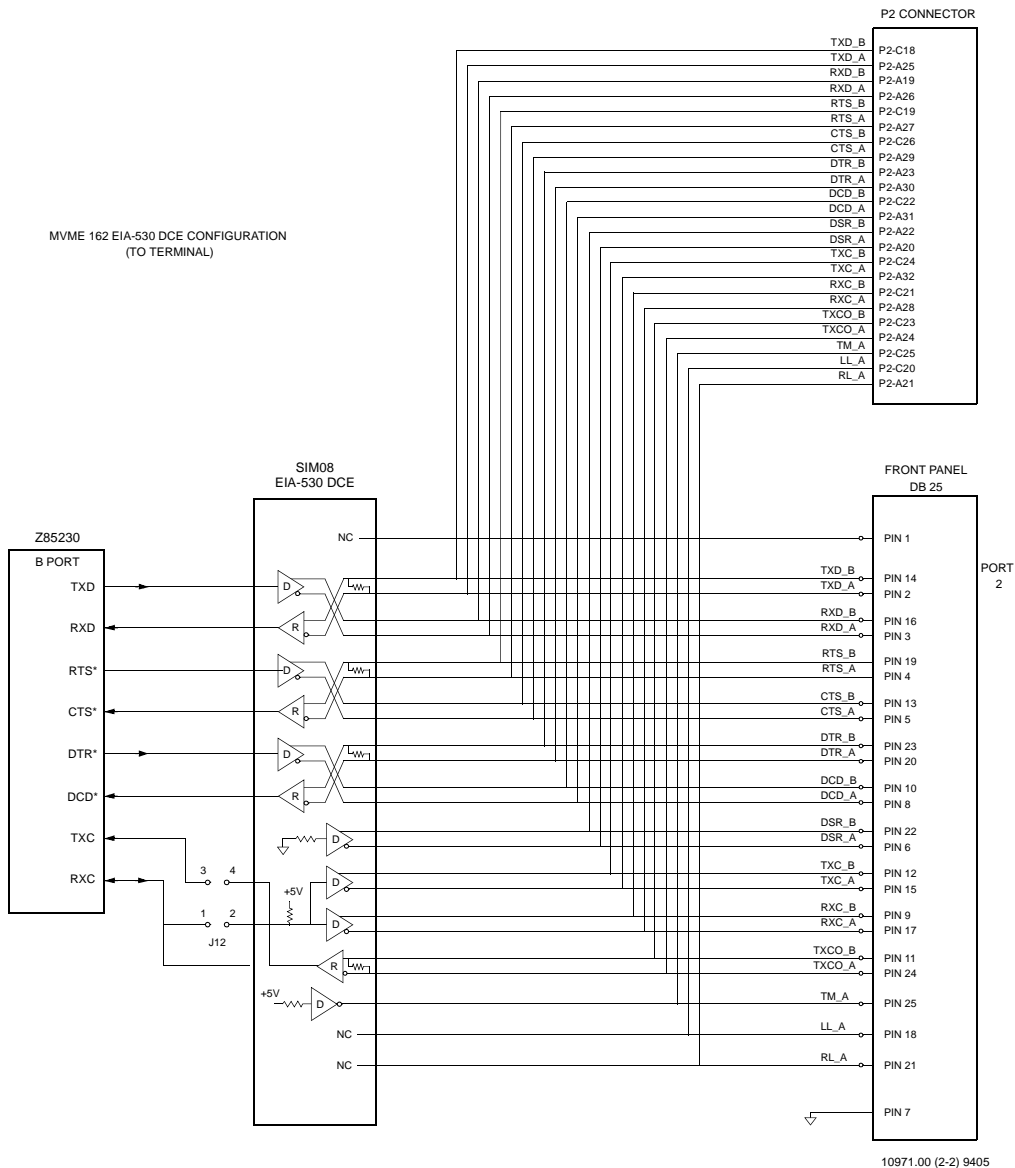 P2 CONNECTOR
TXD_B P2-C18
TXD_A P2-A25
RXD_B P2-A19
RXD_A P2-A26
RTS_B P2-C19
RTS_A P2-A27
CTS_B P2-C26
CTS_A P2-A29
DTR_B P2-A23
DTR_A P2-A30
DCD_B P2-C22
DCD_A P2-A31
DSR_B P2-A22
DSR_A P2-A20
TXC_B P2-C24
TXC_A P2-A32
RXC_B P2-C21
RXC_A P2-A28
TXCO_B P2-C23
TXCO_A P2-A24
TM_A P2-C25
LL_A P2-C20
RL_A P2-A21
MVME 162 EIA-530 DCE CONFIGURATION
(TO TERMINAL)
SIM08
EIA-530 DCE
FRONT PANEL
DB 25
PORT
2
Z85230
B PORT
NC PIN 1
TXD D TXD_B PIN 14
TXD_A PIN 2
RXD R RXD_B PIN 16
RXD_A PIN 3
RTS* D RTS_B PIN 19
RTS_A PIN 4
CTS* R CTS_B PIN 13
CTS_A PIN 5
DTR* D DTR_B PIN 23
DTR_A PIN 20
DCD* R DCD_B PIN 10
DCD_A PIN 8
TXC D DSR_B PIN 22
DSR_A PIN 6
RXC 3 4 D TXC_B PIN 12
TXC_A PIN 15
+5V
1 2 D RXC_B PIN 9
RXC_A PIN 17
J12
R TXCO_B PIN 11
TXCO_A PIN 24
+5V D TM_A PIN 25
NC LL_A PIN 18
NC RL_A PIN 21
PIN 7
10971.00 (2-2) 9405